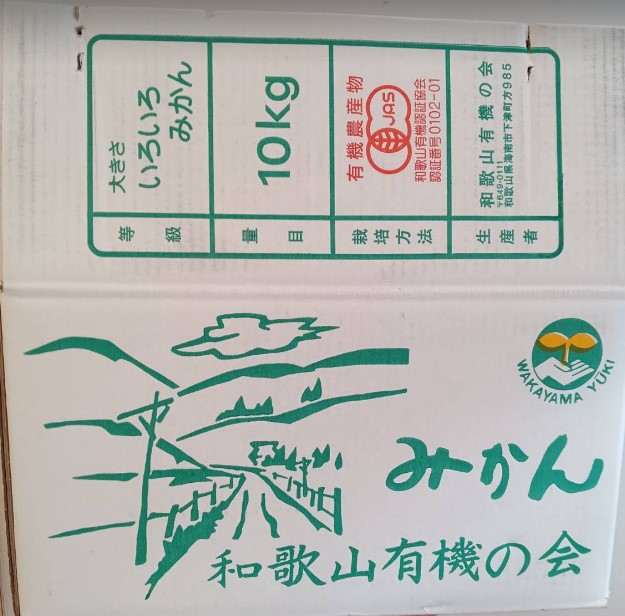 等級
大きさ
いろいろ
みかん
量目
10kg
栽培方法
有機農産物
JAS
和歌山有機認証協会
認証番号0102-01
生産者
和歌山有機の会
〒649-0111
和歌山県海南市下津町方985
WAKAYAMA YŪKI
みかん
和歌山有機の会